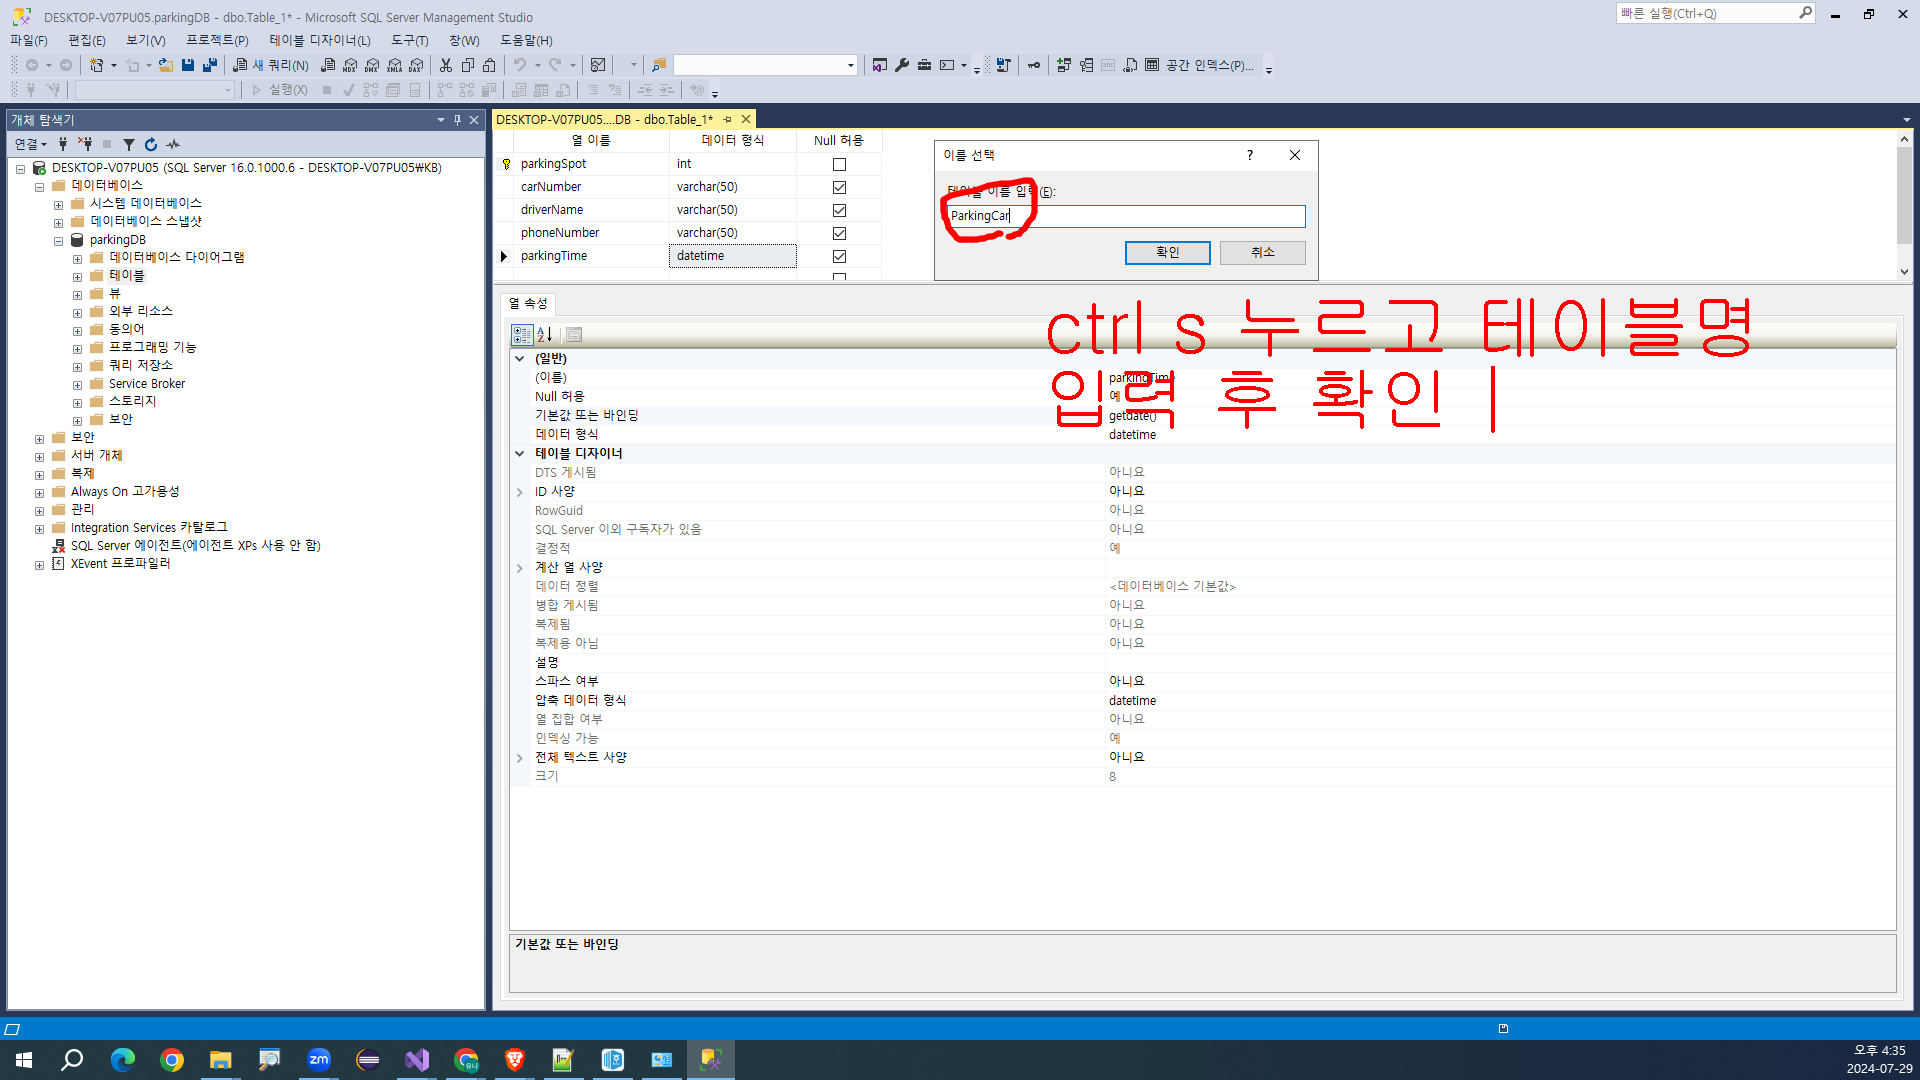 DESKTOP-V07PU05.parkingDB - dbo.Table_1* - Microsoft SQL Server Management Studio
빠른 실행(Ctrl+Q)
파일(F) 편집(E) 보기(V) 프로젝트(P) 테이블 디자이너(L) 도구(T) 창(W) 도움말(H)
새 쿼리(N) 공간 인덱스(P)...
실행(X)
개체 탐색기
연결
DESKTOP-V07PU05 (SQL Server 16.0.1000.6 - DESKTOP-V07PU05₩KB)
데이터베이스
시스템 데이터베이스
데이터베이스 스냅샷
parkingDB
데이터베이스 다이어그램
테이블
뷰
외부 리소스
동의어
프로그래밍 기능
쿼리 저장소
Service Broker
스토리지
보안
보안
서버 개체
복제
Always On 고가용성
관리
Integration Services 카탈로그
SQL Server 에이전트(에이전트 XPs 사용 안 함)
XEvent 프로파일러
DESKTOP-V07PU05....DB - dbo.Table_1*
열 이름 데이터 형식 Null 허용
parkingSpot int
carNumber varchar(50)
driverName varchar(50)
phoneNumber varchar(50)
parkingTime datetime
이름 선택
테이블 이름 입력(E):
ParkingCar
확인 취소
ctrl s 누르고 테이블명
입력 후 확인
열 속성
(일반)
(이름) parkingTime
Null 허용 예
기본값 또는 바인딩 getdate()
데이터 형식 datetime
테이블 디자이너
DTS 게시됨 아니요
ID 사양 아니요
RowGuid 아니요
SQL Server 이외 구독자가 있음 아니요
결정적 예
계산 열 사양
데이터 정렬 <데이터베이스 기본값>
병합 게시됨 아니요
복제됨 아니요
복제용 아님 아니요
설명
스파스 여부 아니요
압축 데이터 형식 datetime
열 집합 여부 아니요
인덱싱 가능 예
전체 텍스트 사양 아니요
크기 8
기본값 또는 바인딩
zm
오후 4:35
2024-07-29